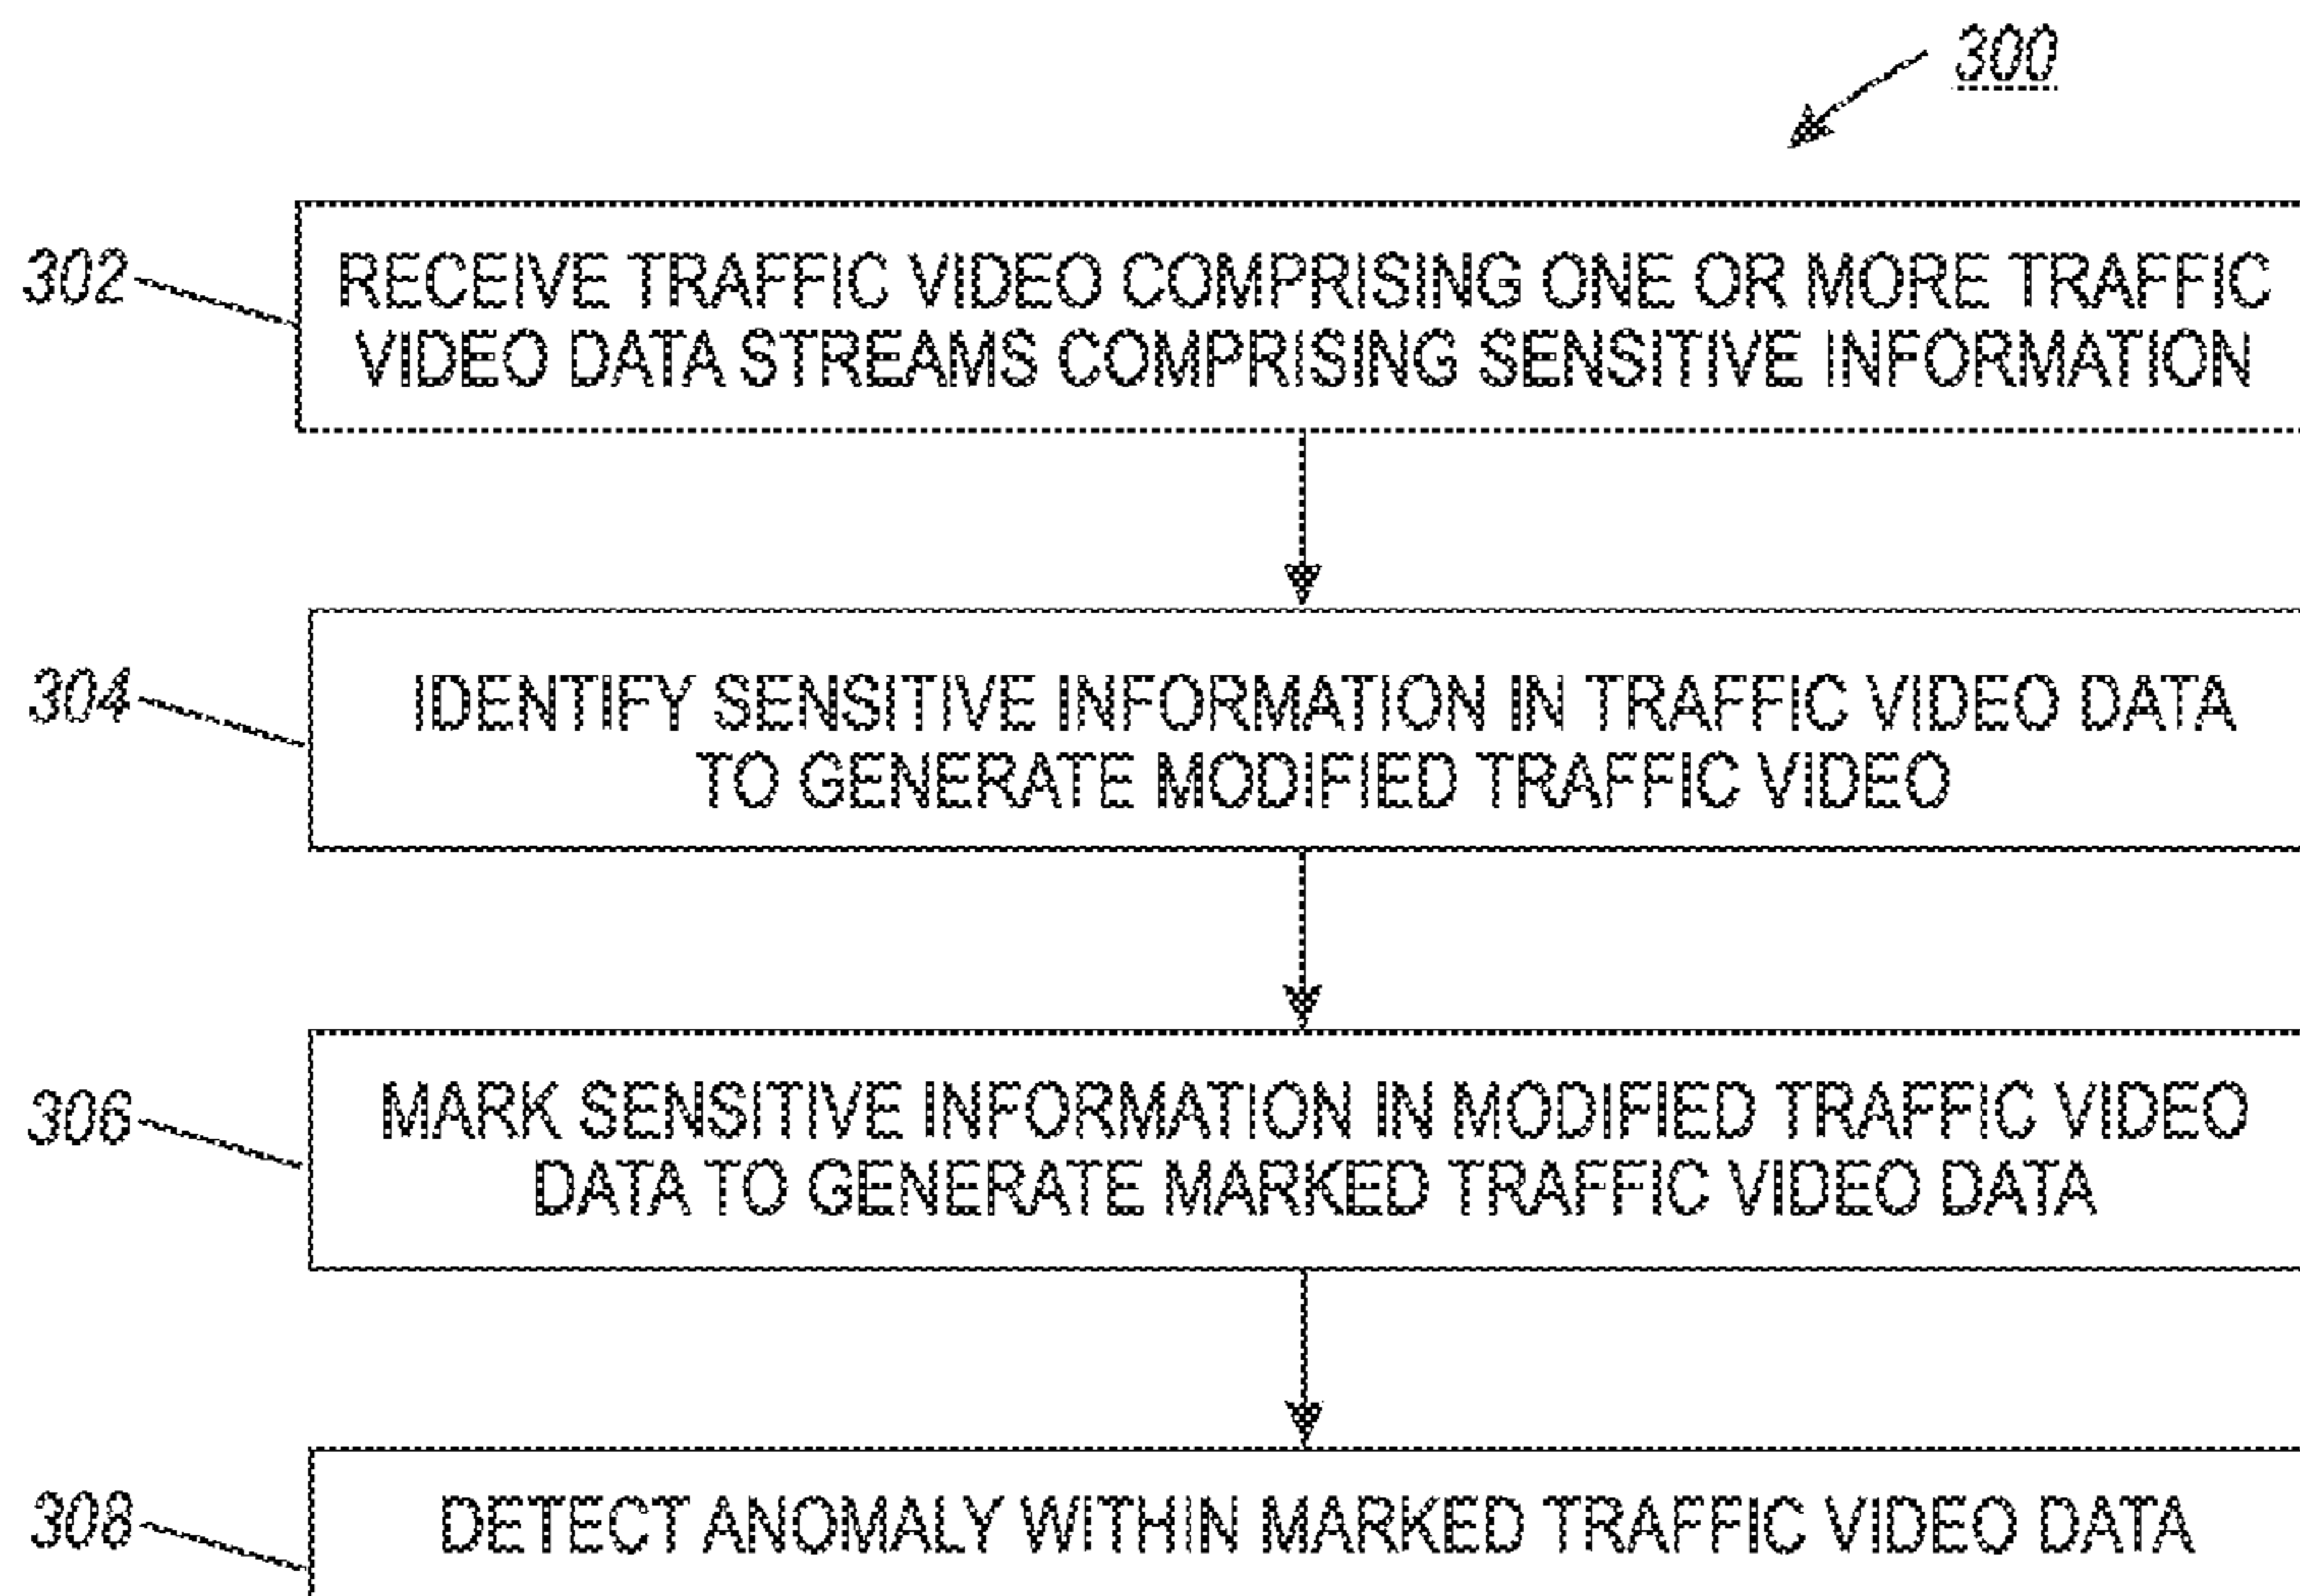 300
302
RECEIVE TRAFFIC VIDEO COMPRISING ONE OR MORE TRAFFIC
VIDEO DATA STREAMS COMPRISING SENSITIVE INFORMATION
304
IDENTIFY SENSITIVE INFORMATION IN TRAFFIC VIDEO DATA
TO GENERATE MODIFIED TRAFFIC VIDEO
306
MARK SENSITIVE INFORMATION IN MODIFIED TRAFFIC VIDEO
DATA TO GENERATE MARKED TRAFFIC VIDEO DATA
308
DETECT ANOMALY WITHIN MARKED TRAFFIC VIDEO DATA